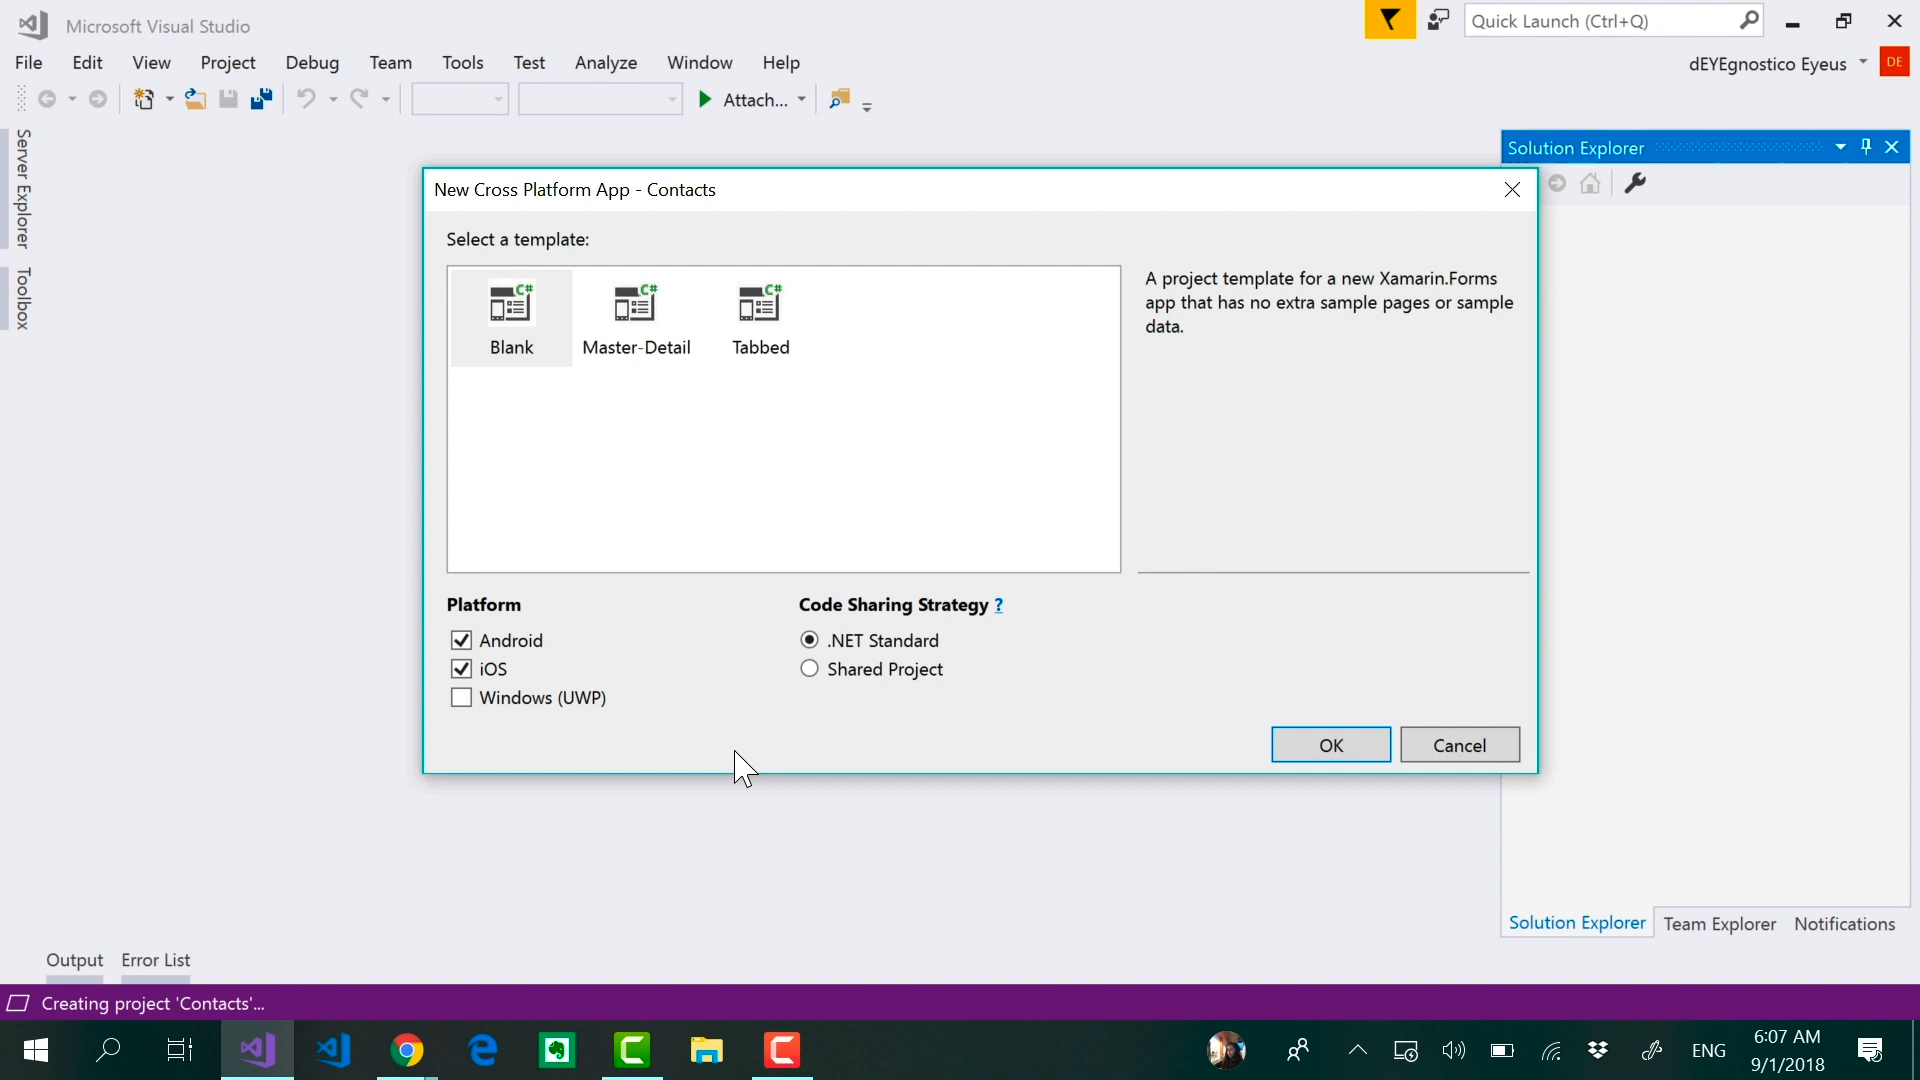 Microsoft Visual Studio
Quick Launch (Ctrl+Q)
File Edit View Project Debug Team Tools Test Analyze Window Help
dEYEgnostico Eyeus DE
Attach...
Server Explorer
Toolbox
Solution Explorer
New Cross Platform App - Contacts
Select a template:
C# C# C#
Blank Master-Detail Tabbed
A project template for a new Xamarin.Forms
app that has no extra sample pages or sample
data.
Platform
Android
iOS
Windows (UWP)
Code Sharing Strategy ?
.NET Standard
Shared Project
OK Cancel
Solution Explorer Team Explorer Notifications
Output Error List
Creating project 'Contacts'...
ENG
6:07 AM
9/1/2018